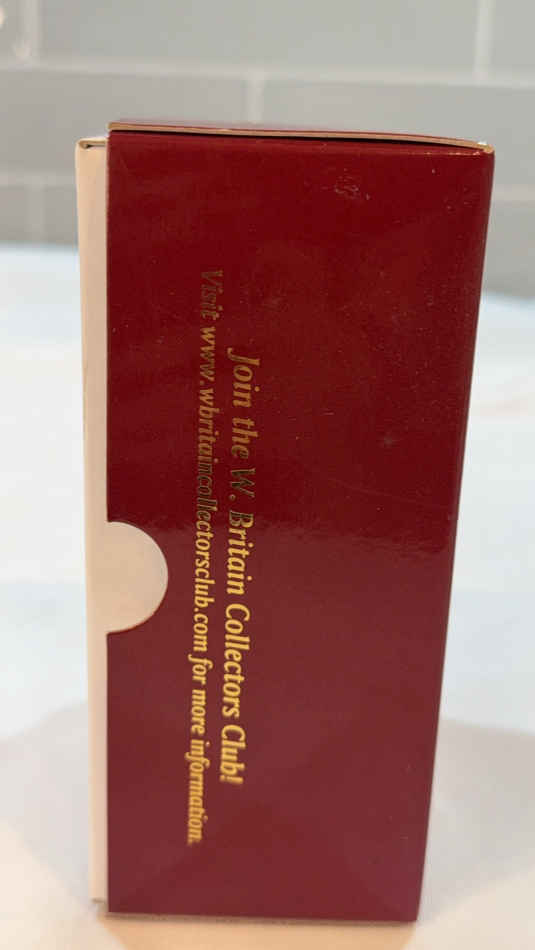 Join the W. Britain Collectors Club!
Visit www.wbritaincollectorsclub.com for more information.